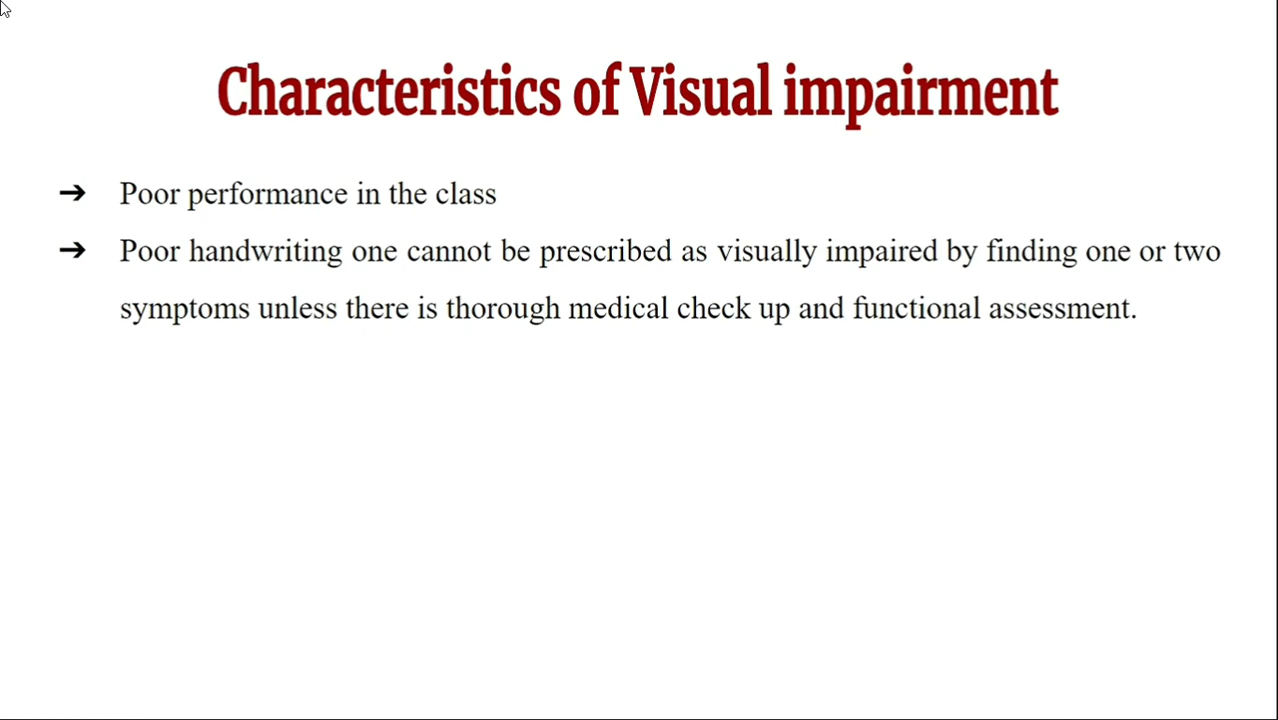 Characteristics of Visual impairment
➔ Poor performance in the class
➔ Poor handwriting one cannot be prescribed as visually impaired by finding one or two
symptoms unless there is thorough medical check up and functional assessment.